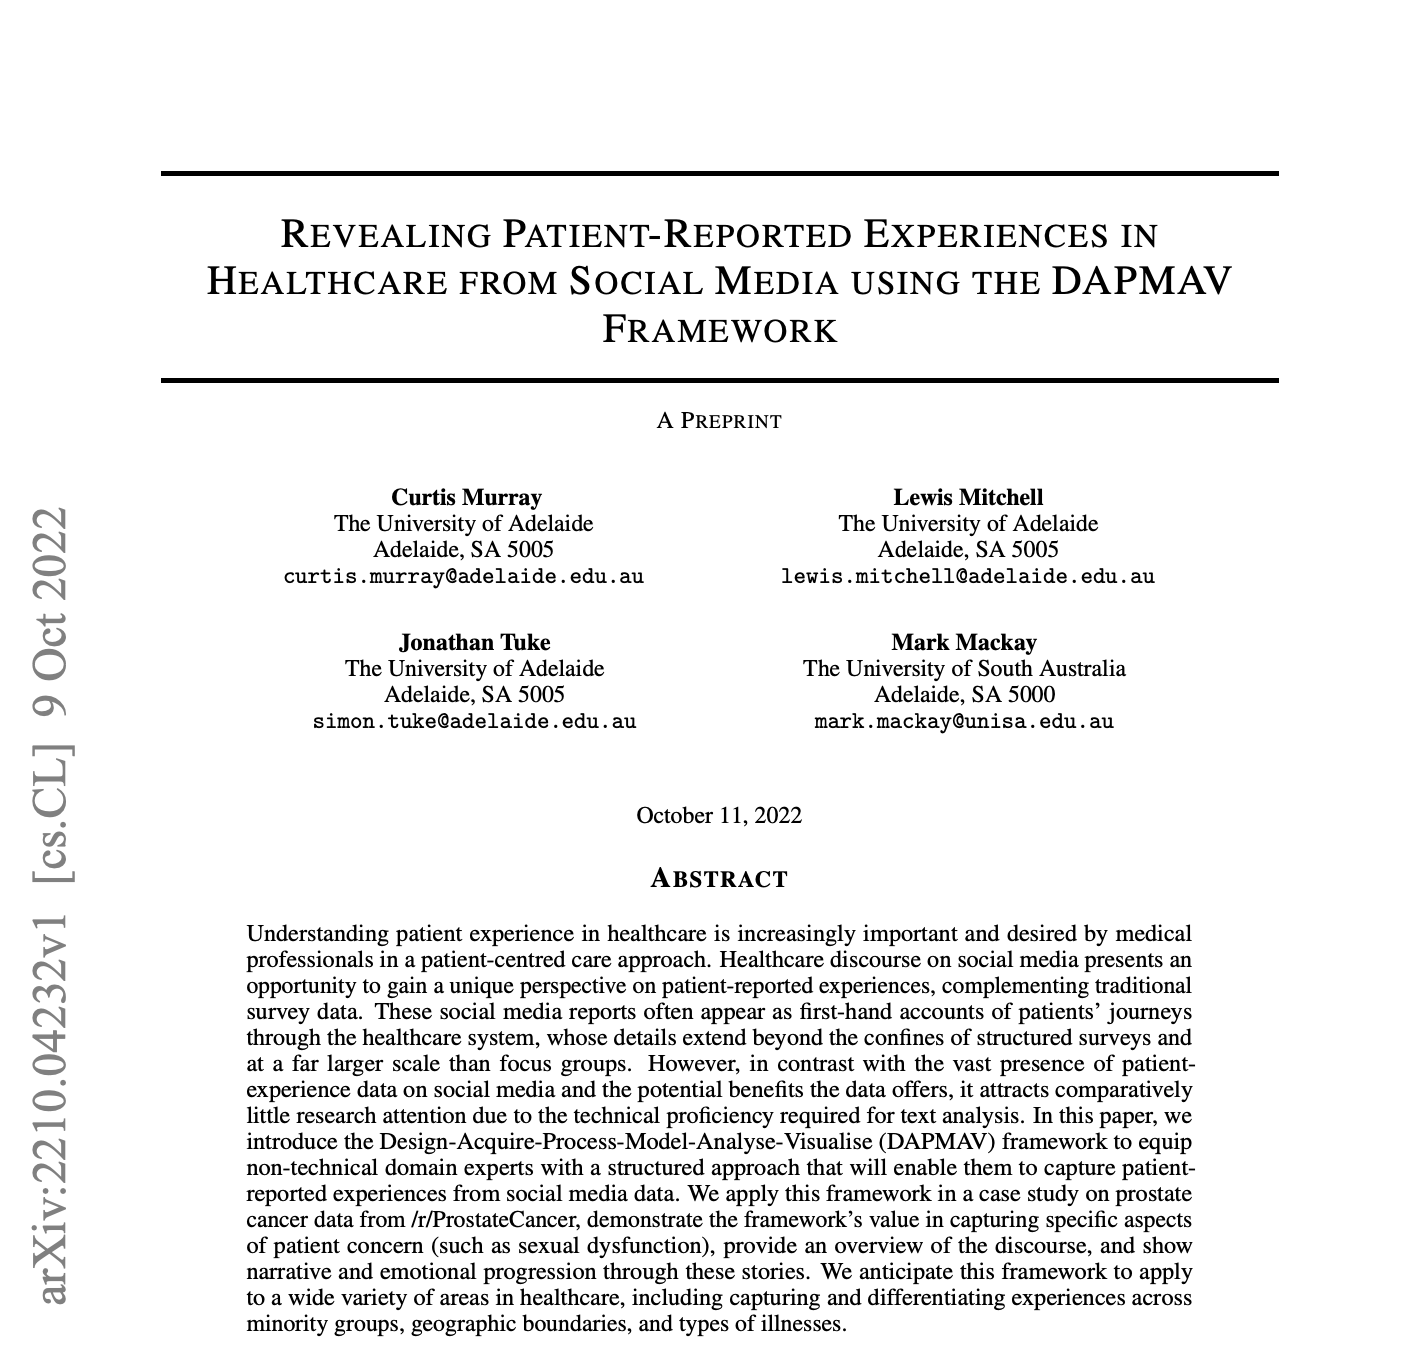 REVEALING PATIENT-REPORTED EXPERIENCES IN
HEALTHCARE FROM SOCIAL MEDIA USING THE DAPMAV
FRAMEWORK
A PREPRINT
Curtis Murray
The University of Adelaide
Adelaide, SA 5005
curtis.murray@adelaide.edu.au
Lewis Mitchell
The University of Adelaide
Adelaide, SA 5005
lewis.mitchell@adelaide.edu.au
Jonathan Tuke
The University of Adelaide
Adelaide, SA 5005
simon.tuke@adelaide.edu.au
Mark Mackay
The University of South Australia
Adelaide, SA 5000
mark.mackay@unisa.edu.au
October 11, 2022
ABSTRACT
Understanding patient experience in healthcare is increasingly important and desired by medical
professionals in a patient-centred care approach. Healthcare discourse on social media presents an
opportunity to gain a unique perspective on patient-reported experiences, complementing traditional
survey data. These social media reports often appear as first-hand accounts of patients' journeys
through the healthcare system, whose details extend beyond the confines of structured surveys and
at a far larger scale than focus groups. However, in contrast with the vast presence of patient-
experience data on social media and the potential benefits the data offers, it attracts comparatively
little research attention due to the technical proficiency required for text analysis. In this paper, we
introduce the Design-Acquire-Process-Model-Analyse-Visualise (DAPMAV) framework to equip
non-technical domain experts with a structured approach that will enable them to capture patient-
reported experiences from social media data. We apply this framework in a case study on prostate
cancer data from /r/ProstateCancer, demonstrate the framework's value in capturing specific aspects
of patient concern (such as sexual dysfunction), provide an overview of the discourse, and show
narrative and emotional progression through these stories. We anticipate this framework to apply
to a wide variety of areas in healthcare, including capturing and differentiating experiences across
minority groups, geographic boundaries, and types of illnesses.
arXiv:2210.04232v1 [cs.CL] 9 Oct 2022